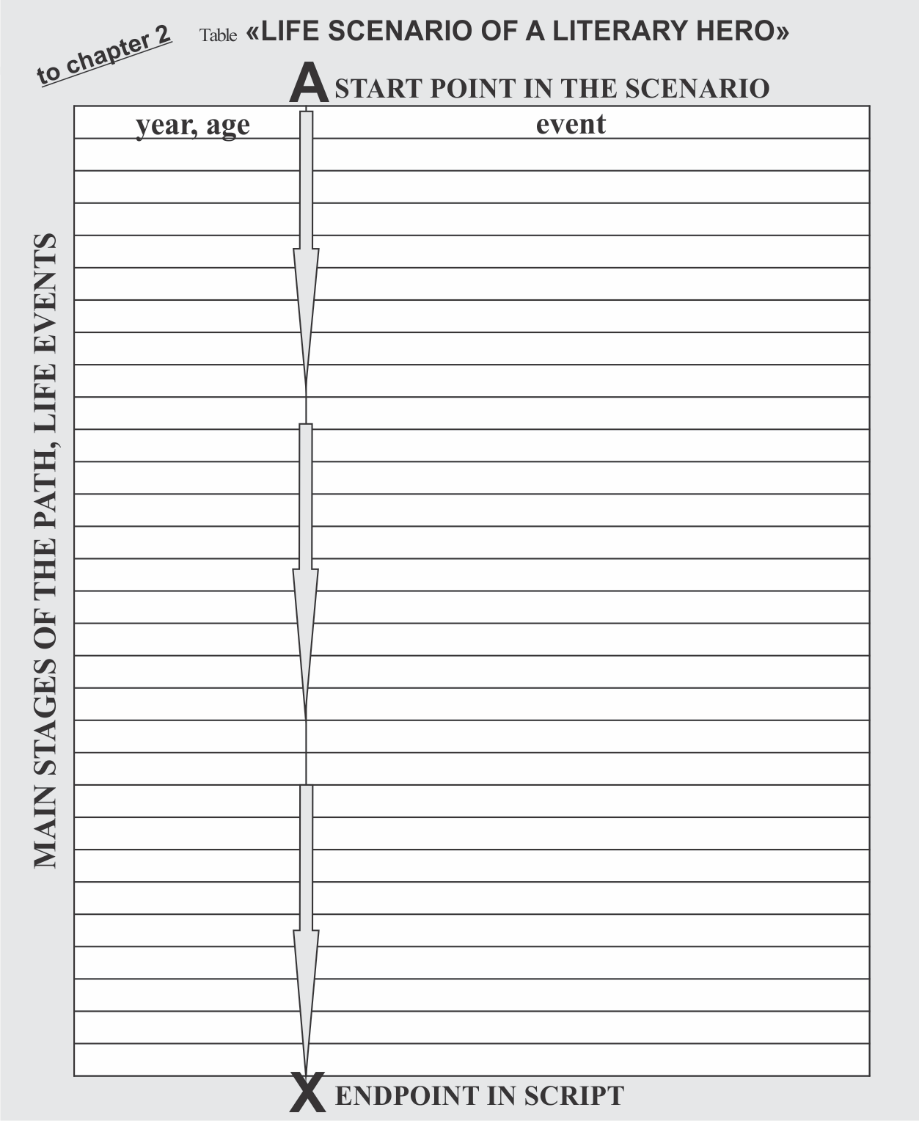 to chapter 2
Table «LIFE SCENARIO OF A LITERARY HERO»
A START POINT IN THE SCENARIO
year, age event
MAIN STAGES OF THE PATH, LIFE EVENTS
X ENDPOINT IN SCRIPT